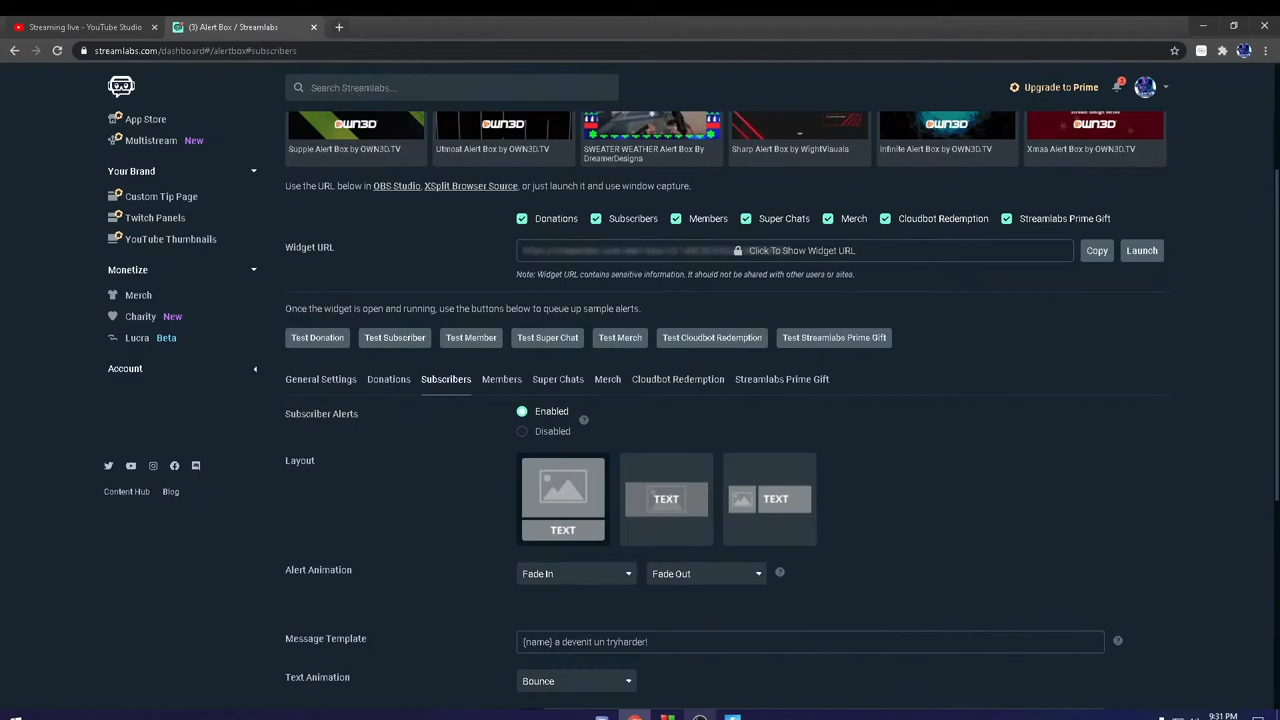 Streaming live - YouTube Studio
(3) Alert Box / Streamlabs
streamlabs.com/dashboard#/alertbox#subscribers
Search Streamlabs...
Upgrade to Prime
App Store
Multistream New
Your Brand
Custom Tip Page
Twitch Panels
YouTube Thumbnails
Monetize
Merch
Charity New
Lucra Beta
Account
Content Hub Blog
OWN3D OWN3D OWN3D
Supple Alert Box by OWN3D.TV
Utmost Alert Box by OWN3D.TV
SWEATER WEATHER Alert Box By
DreamerDesigns
Sharp Alert Box by WightVisuala
Infinite Alert Box by OWN3D.TV
Xmas Alert Box by OWN3D.TV
Use the URL below in OBS Studio, XSplit Browser Source, or just launch it and use window capture.
Donations Subscribers Members Super Chats Merch Cloudbot Redemption Streamlabs Prime Gift
Widget URL
Click To Show Widget URL
Copy Launch
Note: Widget URL contains sensitive information. It should not be shared with other users or sites.
Once the widget is open and running, use the buttons below to queue up sample alerts.
Test Donation Test Subscriber Test Member Test Super Chat Test Merch Test Cloudbot Redemption Test Streamlabs Prime Gift
General Settings Donations Subscribers Members Super Chats Merch Cloudbot Redemption Streamlabs Prime Gift
Subscriber Alerts
Enabled
Disabled
Layout
TEXT
TEXT
TEXT
Alert Animation
Fade In Fade Out
Message Template
{name} a devenit un tryharder!
Text Animation
Bounce
9:31 PM